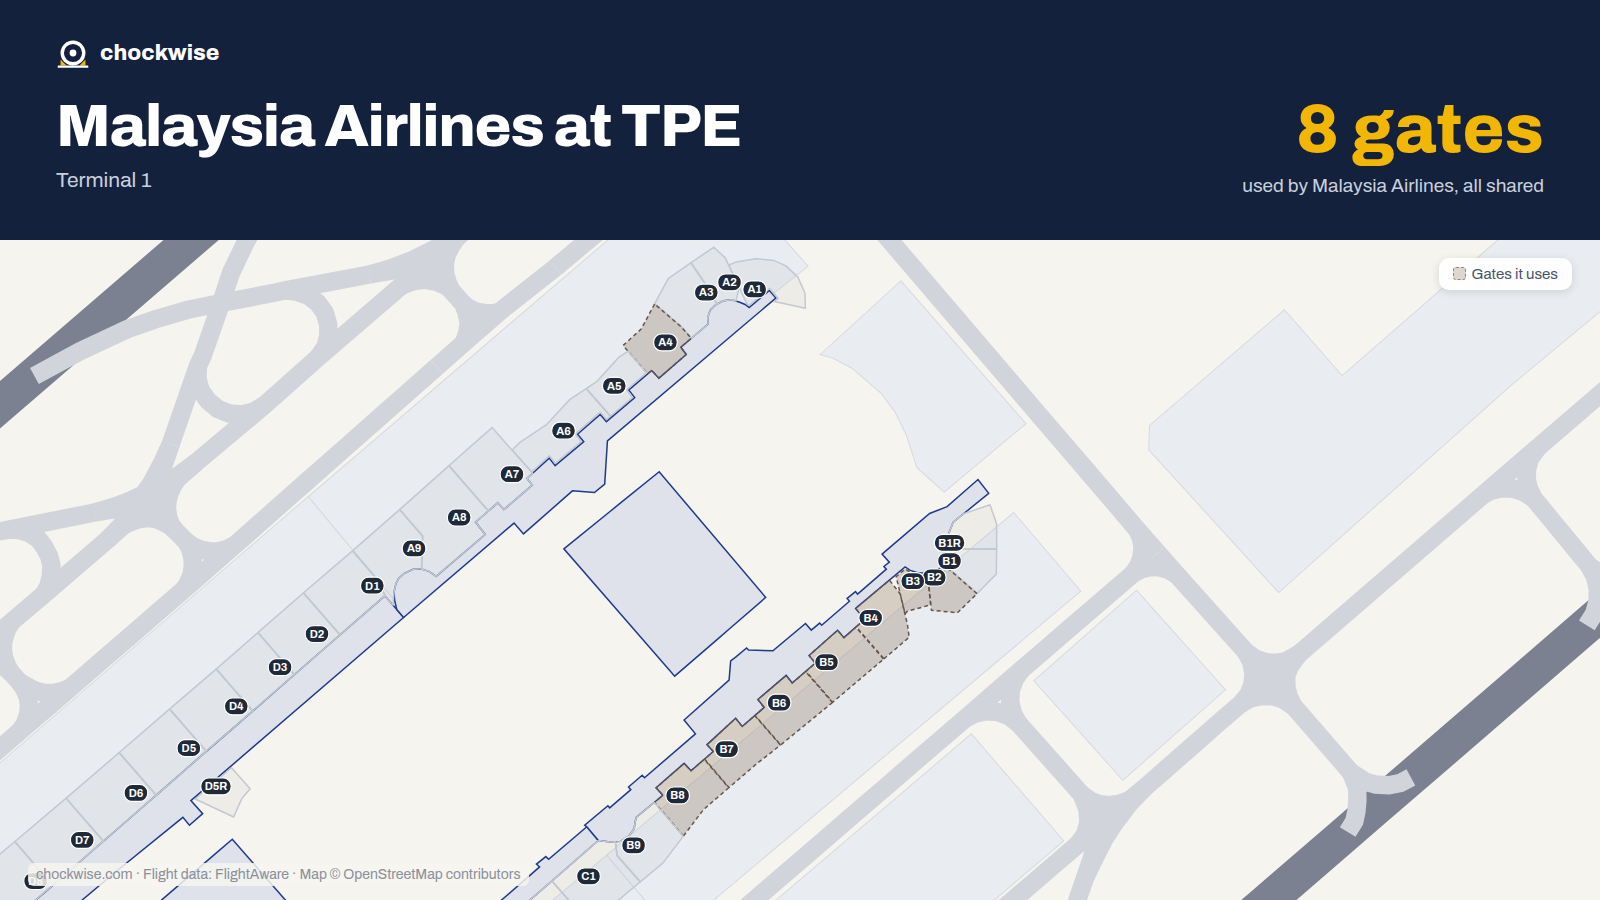 chockwise
Malaysia Airlines at TPE
Terminal 1
8 gates
used by Malaysia Airlines, all shared
Gates it uses
A1
A2
A3
A4
A5
A6
A7
A8
A9
D1
D2
D3
D4
D5
D5R
D6
D7
B1R
B1
B2
B3
B4
B5
B6
B7
B8
B9
C1
chockwise.com · Flight data: FlightAware · Map © OpenStreetMap contributors